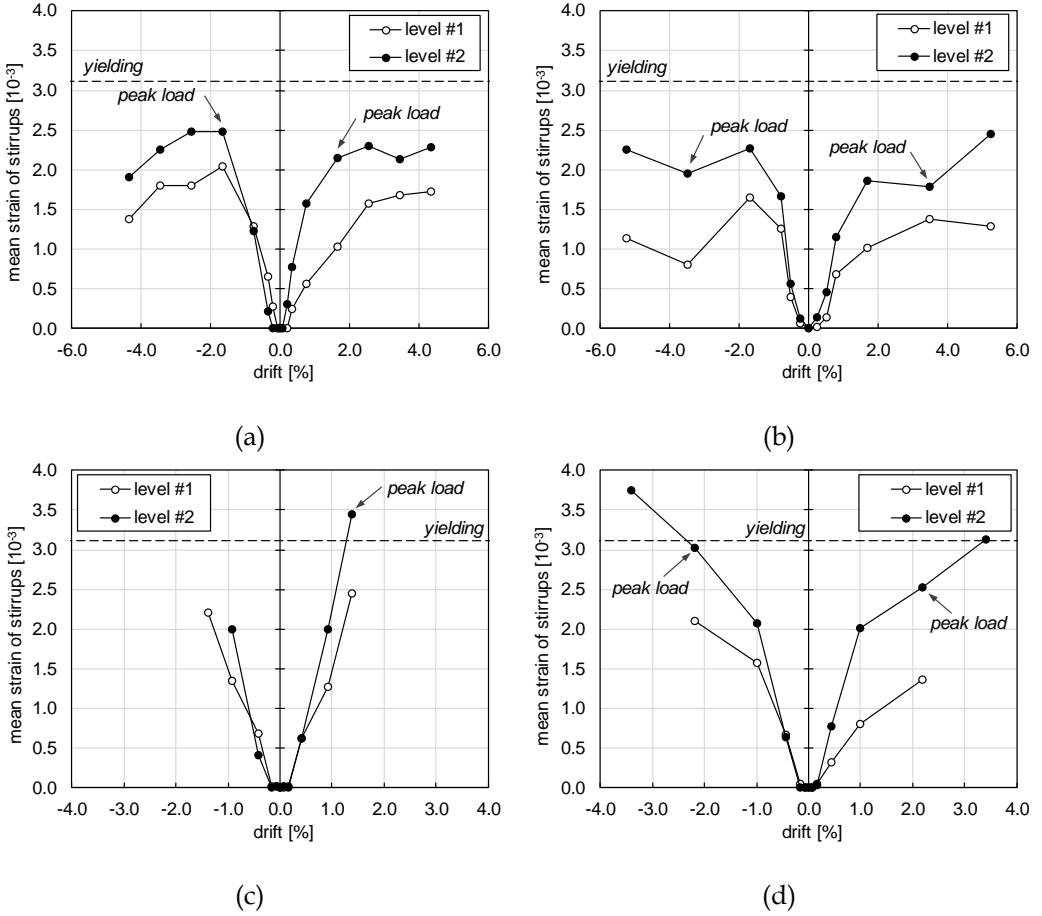 4.0
3.5
3.0
2.5
2.0
1.5
1.0
0.5
0.0
mean strain of stirrups [10-3]
level #1
level #2
yielding
peak load
peak load
-6.0 -4.0 -2.0 0.0 2.0 4.0 6.0
drift [%]
(a)
4.0
3.5
3.0
2.5
2.0
1.5
1.0
0.5
0.0
mean strain of stirrups [10-3]
level #1
level #2
yielding
peak load
peak load
-6.0 -4.0 -2.0 0.0 2.0 4.0 6.0
drift [%]
(b)
4.0
3.5
3.0
2.5
2.0
1.5
1.0
0.5
0.0
mean strain of stirrups [10-3]
level #1
level #2
peak load
yielding
-4.0 -3.0 -2.0 -1.0 0.0 1.0 2.0 3.0 4.0
drift [%]
(c)
4.0
3.5
3.0
2.5
2.0
1.5
1.0
0.5
0.0
mean strain of stirrups [10-3]
level #1
level #2
yielding
peak load
peak load
-4.0 -3.0 -2.0 -1.0 0.0 1.0 2.0 3.0 4.0
drift [%]
(d)